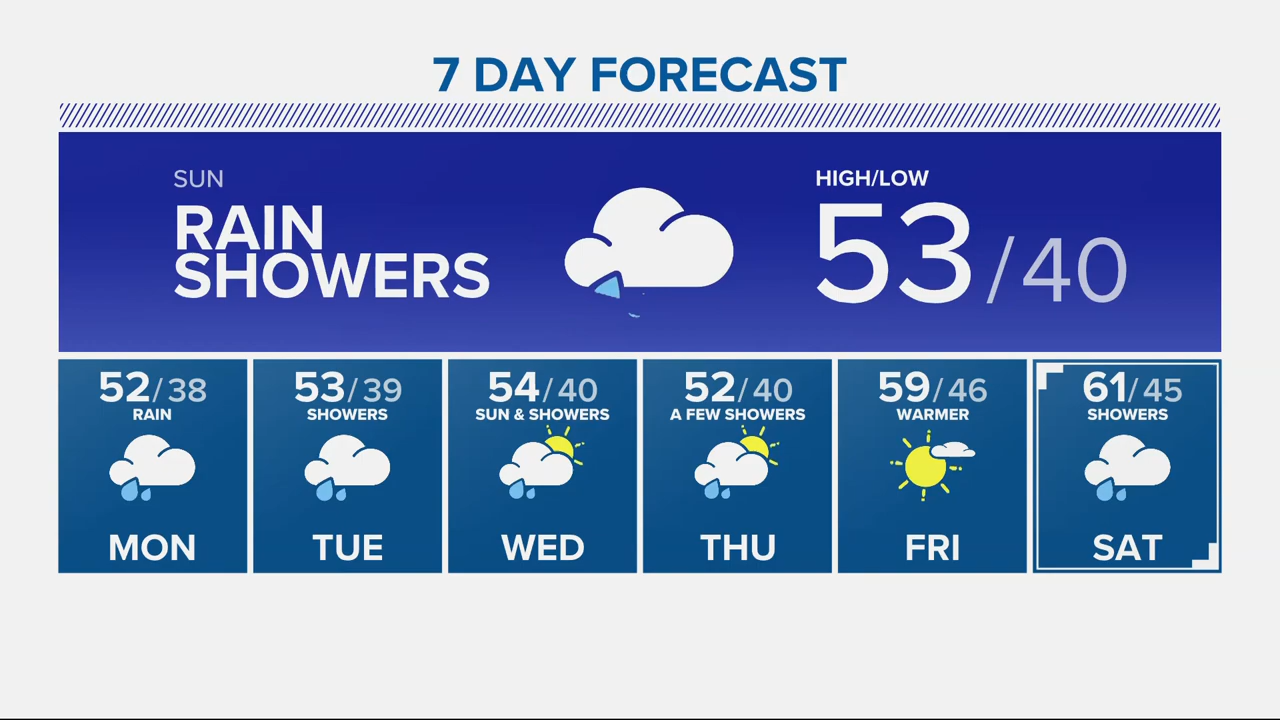 7 DAY FORECAST
SUN
RAIN
SHOWERS
HIGH/LOW
53/40
52/38
RAIN
MON
53/39
SHOWERS
TUE
54/40
SUN & SHOWERS
WED
52/40
A FEW SHOWERS
THU
59/46
WARMER
FRI
61/45
SHOWERS
SAT